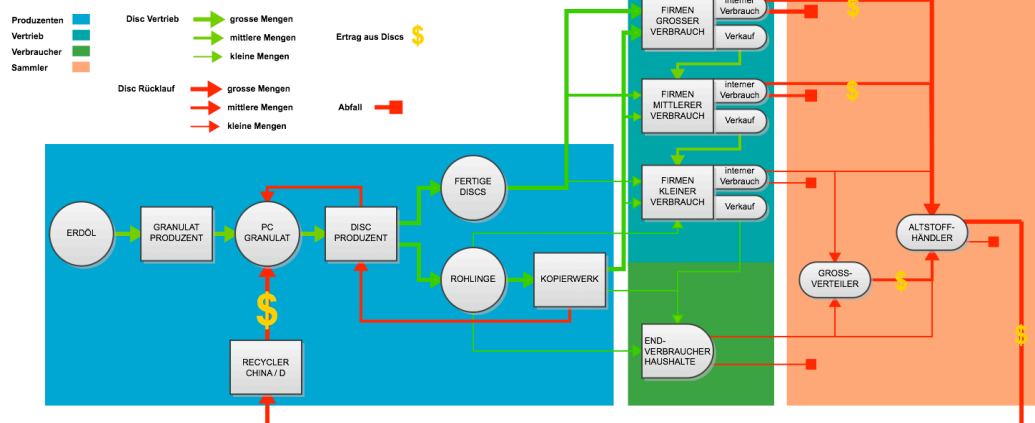 Produzenten
Vertrieb
Verbraucher
Sammler
Disc Vertrieb
grosse Mengen
mittlere Mengen
kleine Mengen
Ertrag aus Discs
$
Disc Rücklauf
grosse Mengen
mittlere Mengen
kleine Mengen
Abfall
FIRMEN
GROSSER
VERBRAUCH
interner
Verbrauch
Verkauf
$
FIRMEN
MITTLERER
VERBRAUCH
interner
Verbrauch
Verkauf
$
FIRMEN
KLEINER
VERBRAUCH
interner
Verbrauch
Verkauf
ERDÖL
GRANULAT
PRODUZENT
PC
GRANULAT
DISC
PRODUZENT
FERTIGE
DISCS
ROHLINGE
KOPIERWERK
$
RECYCLER
CHINA / D
END-
VERBRAUCHER
HAUSHALTE
GROSS-
VERTEILER
$
ALTSTOFF-
HÄNDLER
$